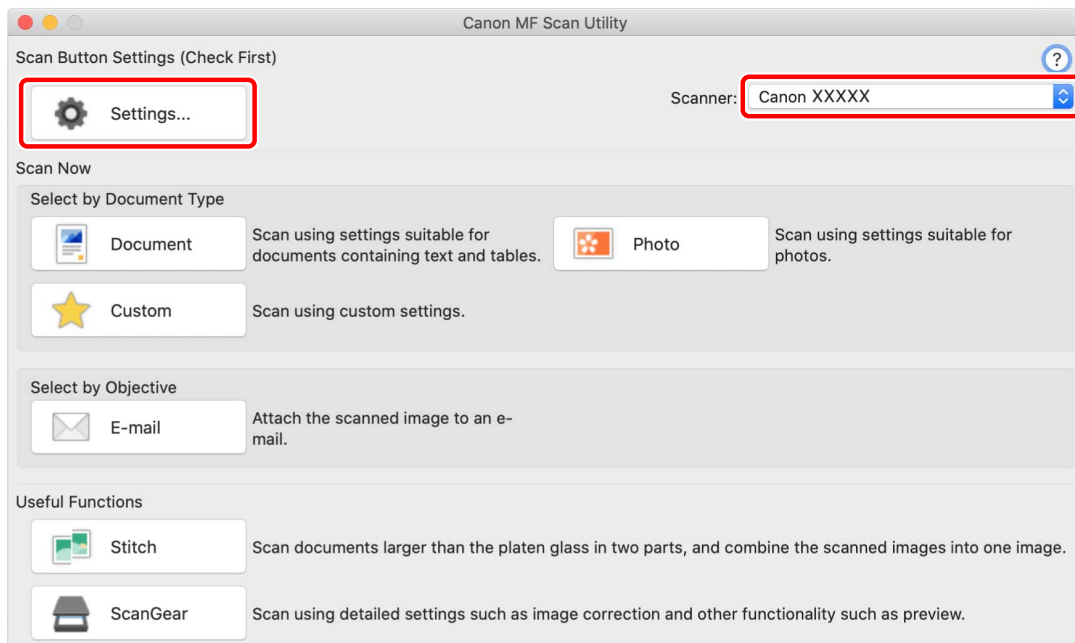 Canon MF Scan Utility
Scan Button Settings (Check First)
?
Settings...
Scanner: Canon XXXXX
Scan Now
Select by Document Type
Document
Scan using settings suitable for
documents containing text and tables.
Photo
Scan using settings suitable for
photos.
Custom
Scan using custom settings.
Select by Objective
E-mail
Attach the scanned image to an e-
mail.
Useful Functions
Stitch
Scan documents larger than the platen glass in two parts, and combine the scanned images into one image.
ScanGear
Scan using detailed settings such as image correction and other functionality such as preview.